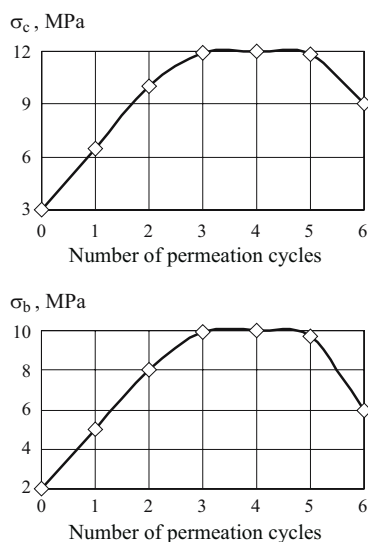 σc , MPa
12
9
6
3
0 1 2 3 4 5 6
Number of permeation cycles
σb , MPa
10
8
6
4
2
0 1 2 3 4 5 6
Number of permeation cycles